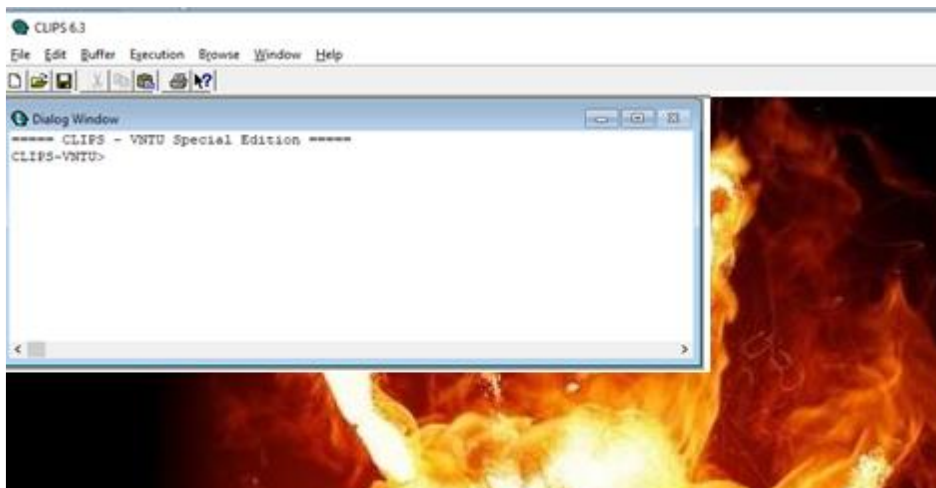 CLIPS 6.3
File Edit Buffer Execution Browse Window Help
Dialog Window
===== CLIPS - VNTU Special Edition =====
CLIPS-VNTU>